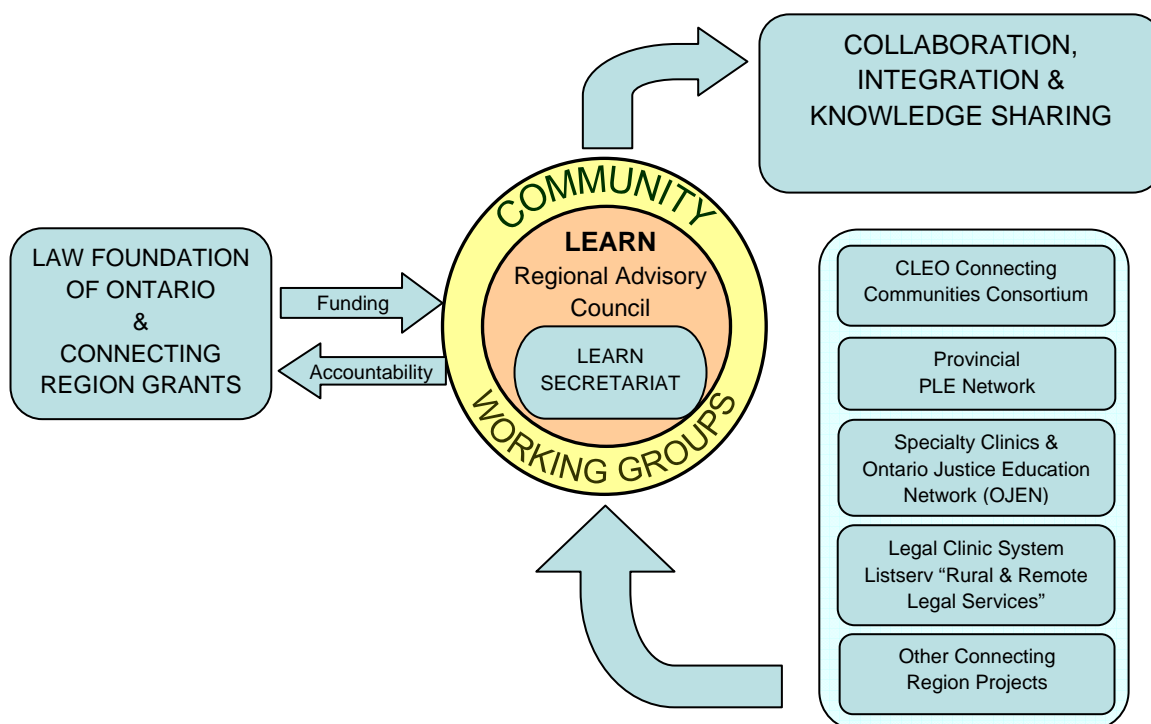 COLLABORATION,
INTEGRATION &
KNOWLEDGE SHARING
COMMUNITY
LEARN
Regional Advisory
Council
LEARN
SECRETARIAT
WORKING GROUPS
LAW FOUNDATION
OF ONTARIO
&
CONNECTING
REGION GRANTS
Funding
Accountability
CLEO Connecting
Communities Consortium
Provincial
PLE Network
Specialty Clinics &
Ontario Justice Education
Network (OJEN)
Legal Clinic System
Listserv “Rural & Remote
Legal Services”
Other Connecting
Region Projects